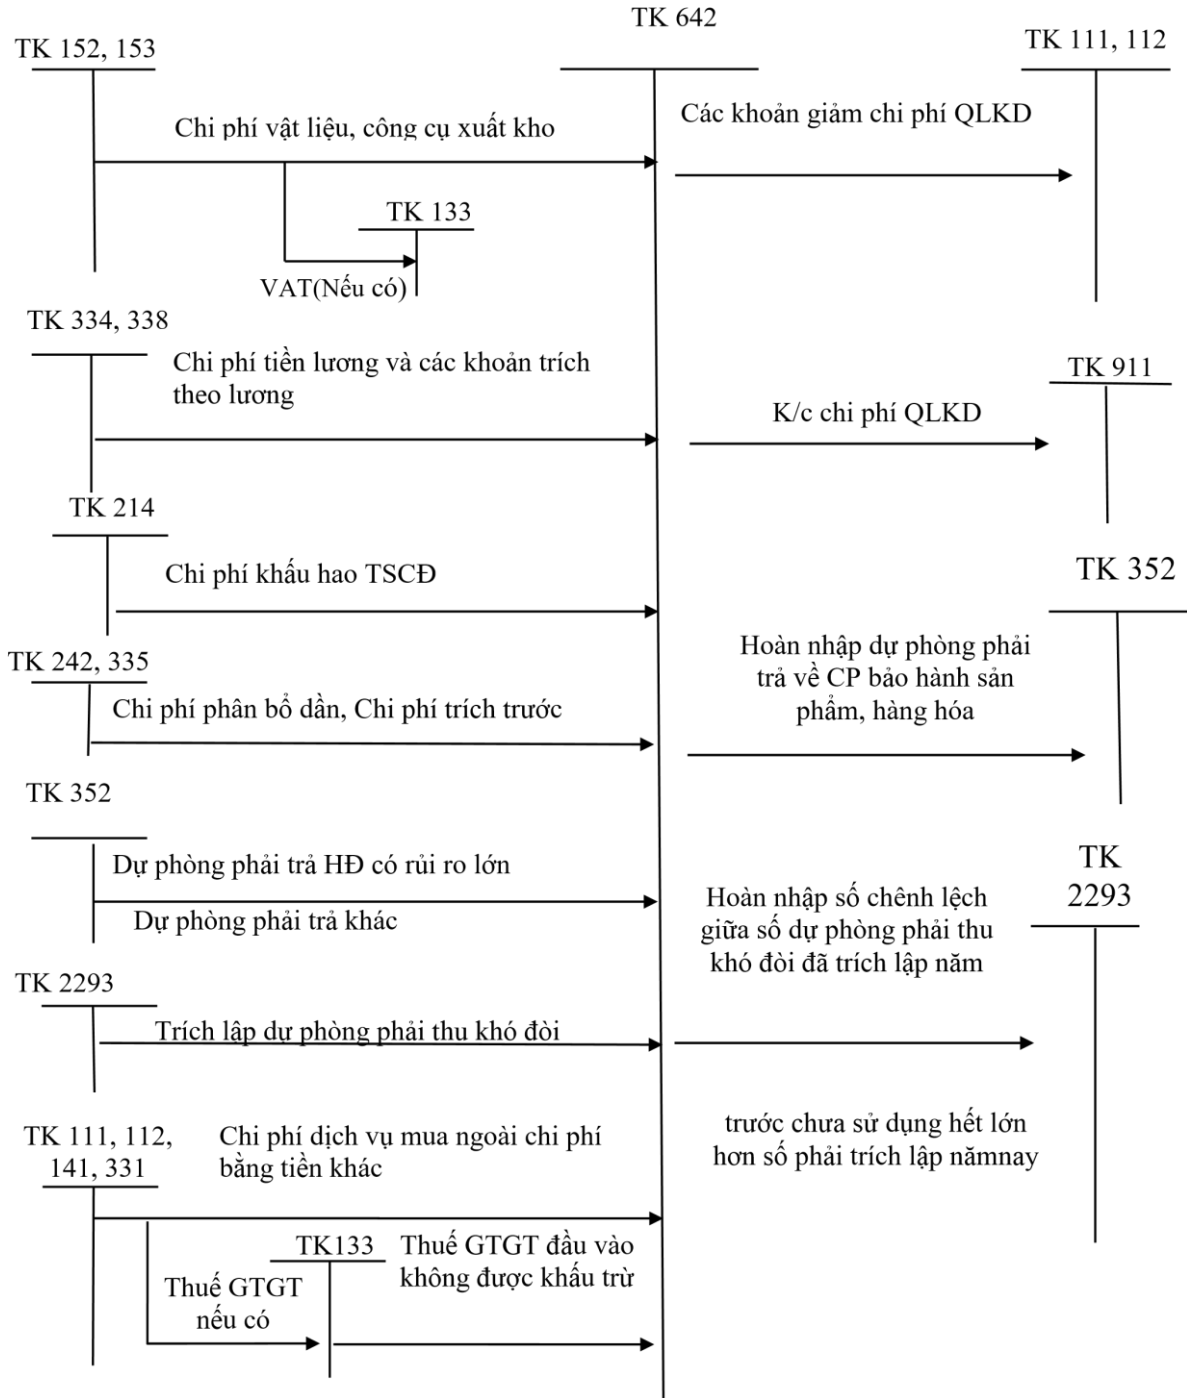 TK 642
TK 152, 153
TK 111, 112
Chi phí vật liệu, công cụ xuất kho
Các khoản giảm chi phí QLKD
TK 133
VAT(Nếu có)
TK 334, 338
Chi phí tiền lương và các khoản trích
theo lương
TK 911
K/c chi phí QLKD
TK 214
Chi phí khấu hao TSCĐ
TK 352
TK 242, 335
Chi phí phân bổ dần, Chi phí trích trước
Hoàn nhập dự phòng phải
trả về CP bảo hành sản
phẩm, hàng hóa
TK 352
Dự phòng phải trả HĐ có rủi ro lớn
Dự phòng phải trả khác
TK
2293
Hoàn nhập số chênh lệch
giữa số dự phòng phải thu
khó đòi đã trích lập năm
TK 2293
Trích lập dự phòng phải thu khó đòi
trước chưa sử dụng hết lớn
hơn số phải trích lập nămnay
TK 111, 112,
141, 331
Chi phí dịch vụ mua ngoài chi phí
bằng tiền khác
TK133
Thuế GTGT đầu vào
không được khấu trừ
Thuế GTGT
nếu có